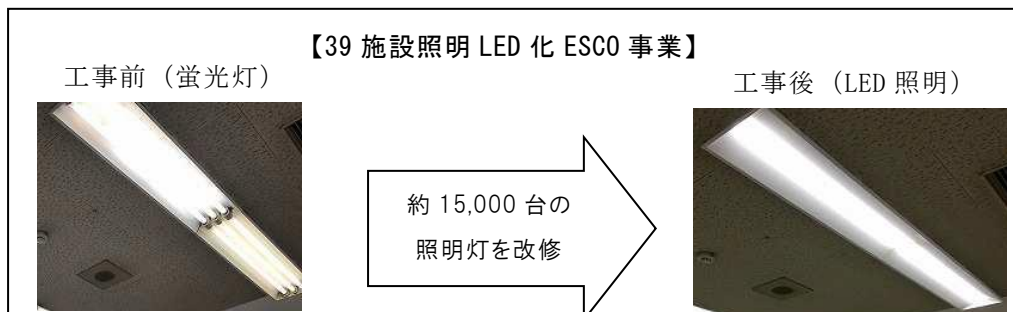 【39 施設照明 LED 化 ESCO 事業】
工事前（蛍光灯）
工事後（LED 照明）
約 15,000 台の
照明灯を改修